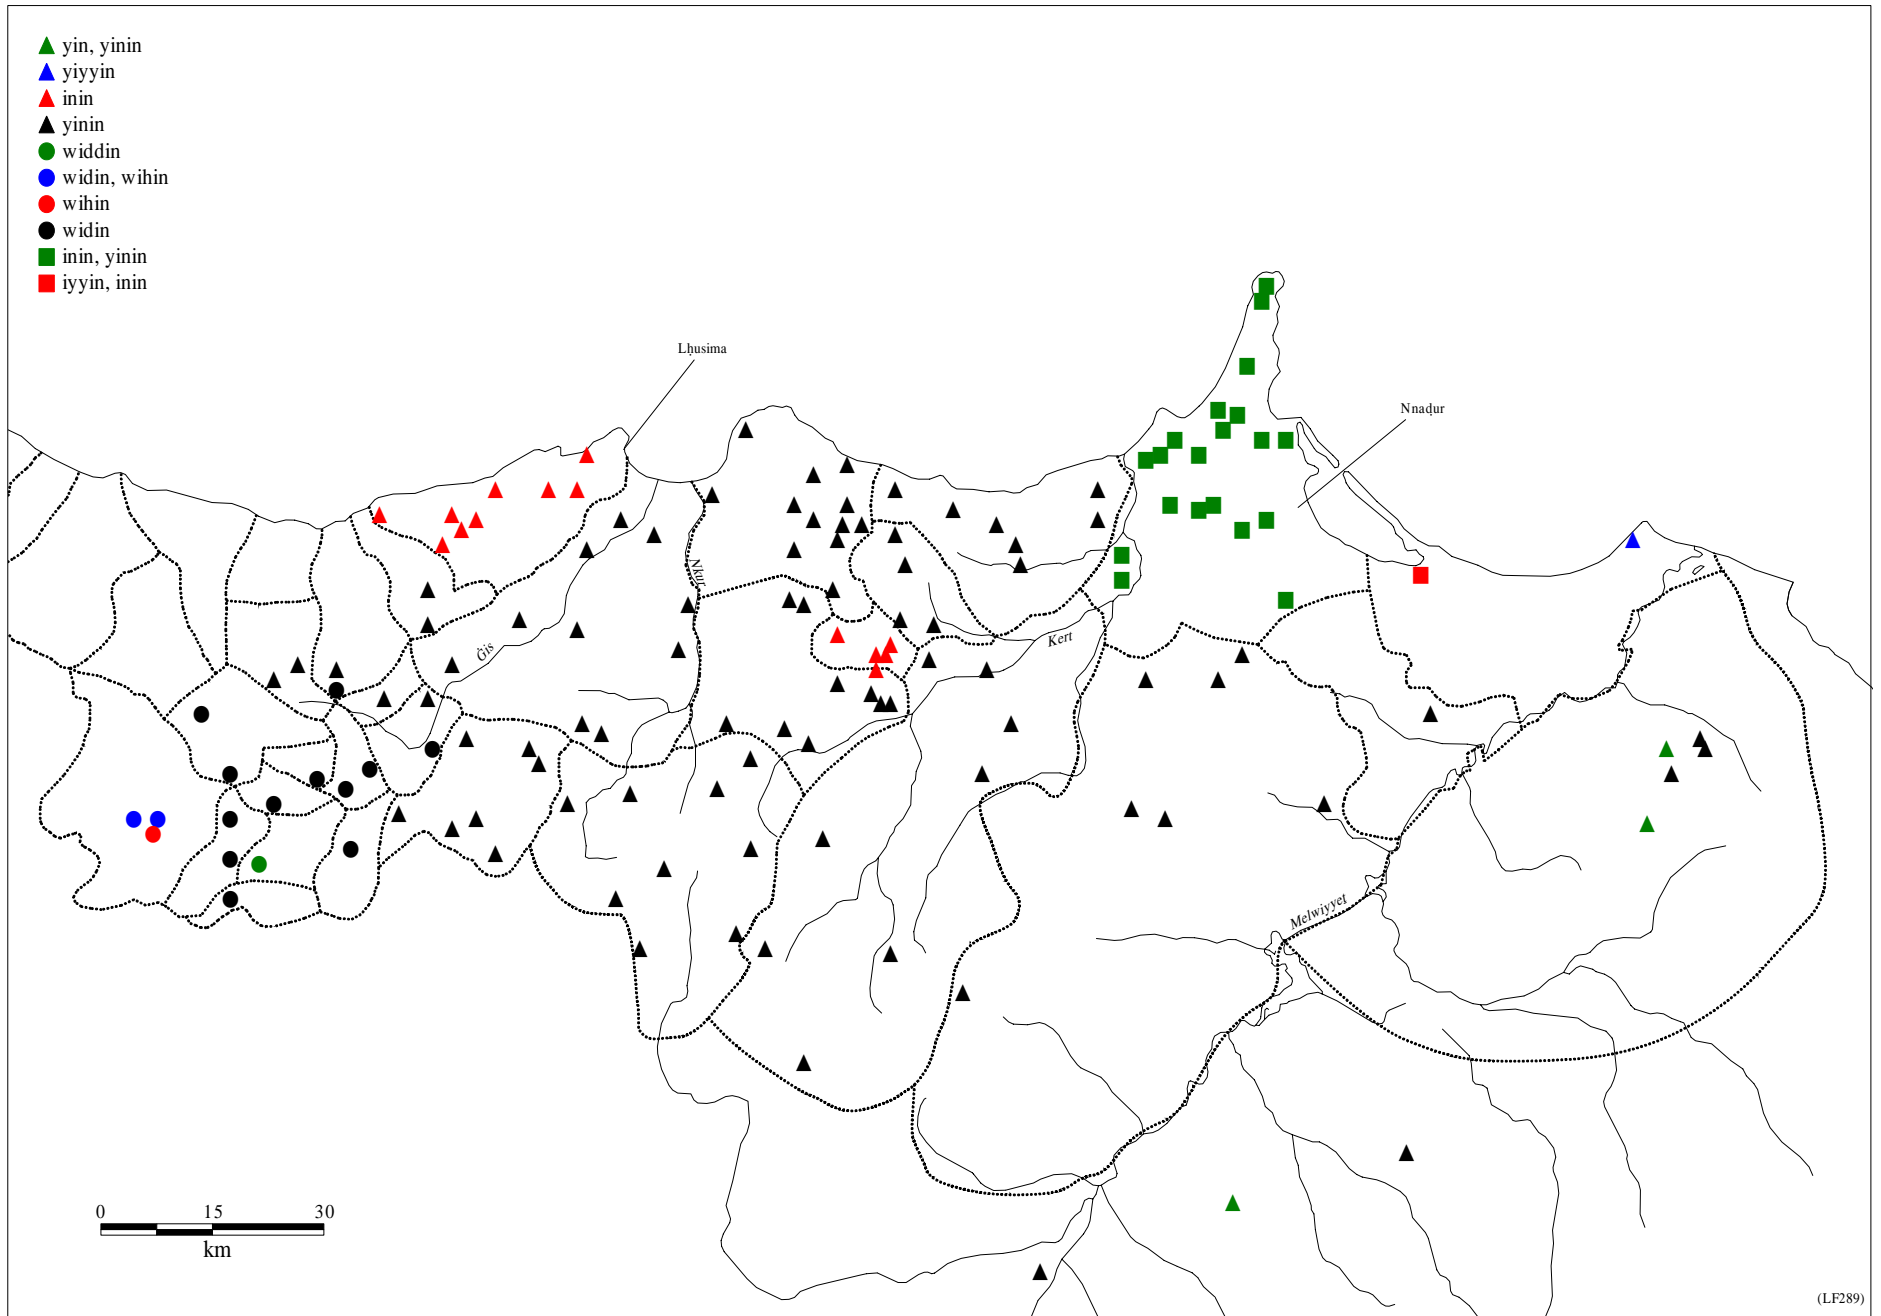 yin, yinin
yiyyin
inin
yinin
widdin
widin, wihin
wihin
widin
inin, yinin
iyyin, inin
Lḥusima
Nnaḍur
Nkur
Ġis
Kert
Melwiyyet
0 15 30
km
(LF289)